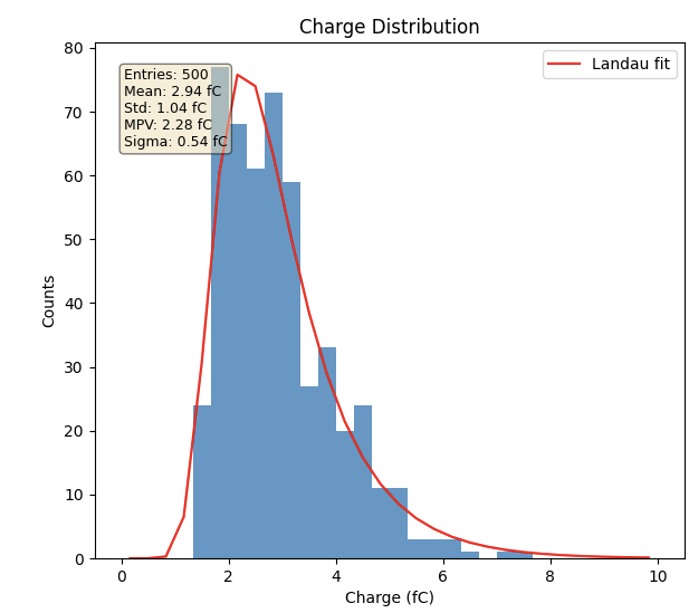 Charge Distribution
80
70
60
50
40
30
20
10
0
Counts
Entries: 500
Mean: 2.94 fC
Std: 1.04 fC
MPV: 2.28 fC
Sigma: 0.54 fC
Landau fit
0 2 4 6 8 10
Charge (fC)